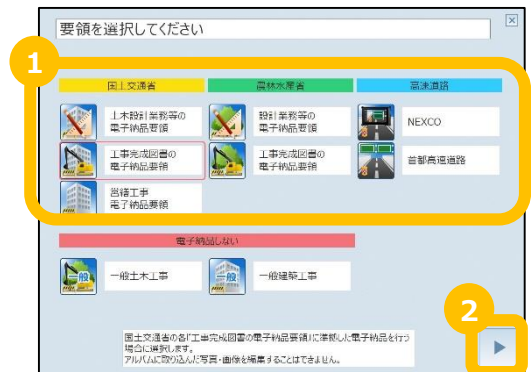 要領を選択してください
1
国土交通省
農林水産省
高速道路
土木設計業務等の
電子納品要領
設計業務等の
電子納品要領
NEXCO
工事完成図書の
電子納品要領
工事完成図書の
電子納品要領
首都高速道路
営繕工事
電子納品要領
電子納品しない
一般
一般土木工事
一般
一般建築工事
2
国土交通省の各「工事完成図書の電子納品要領」に準拠した電子納品を行う
場合に選択します。
アルバムに取り込んだ写真・画像を編集することはできません。